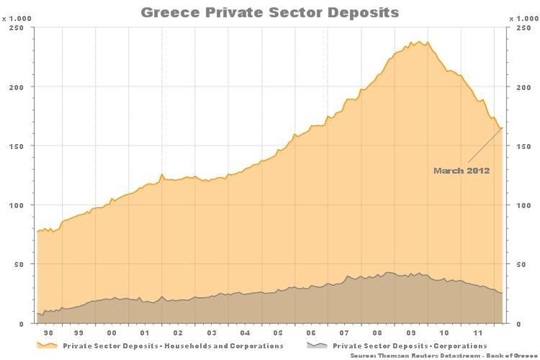 Greece Private Sector Deposits
x 1.000 x 1.000
250 250
200 200
150 150
March 2012
100 100
50 50
0 0
98 99 00 01 02 03 04 05 06 07 08 09 10 11
Private Sector Deposits - Households and Corporations Private Sector Deposits - Corporations
Source: Thomson Reuters Datastream - Bank of Greece